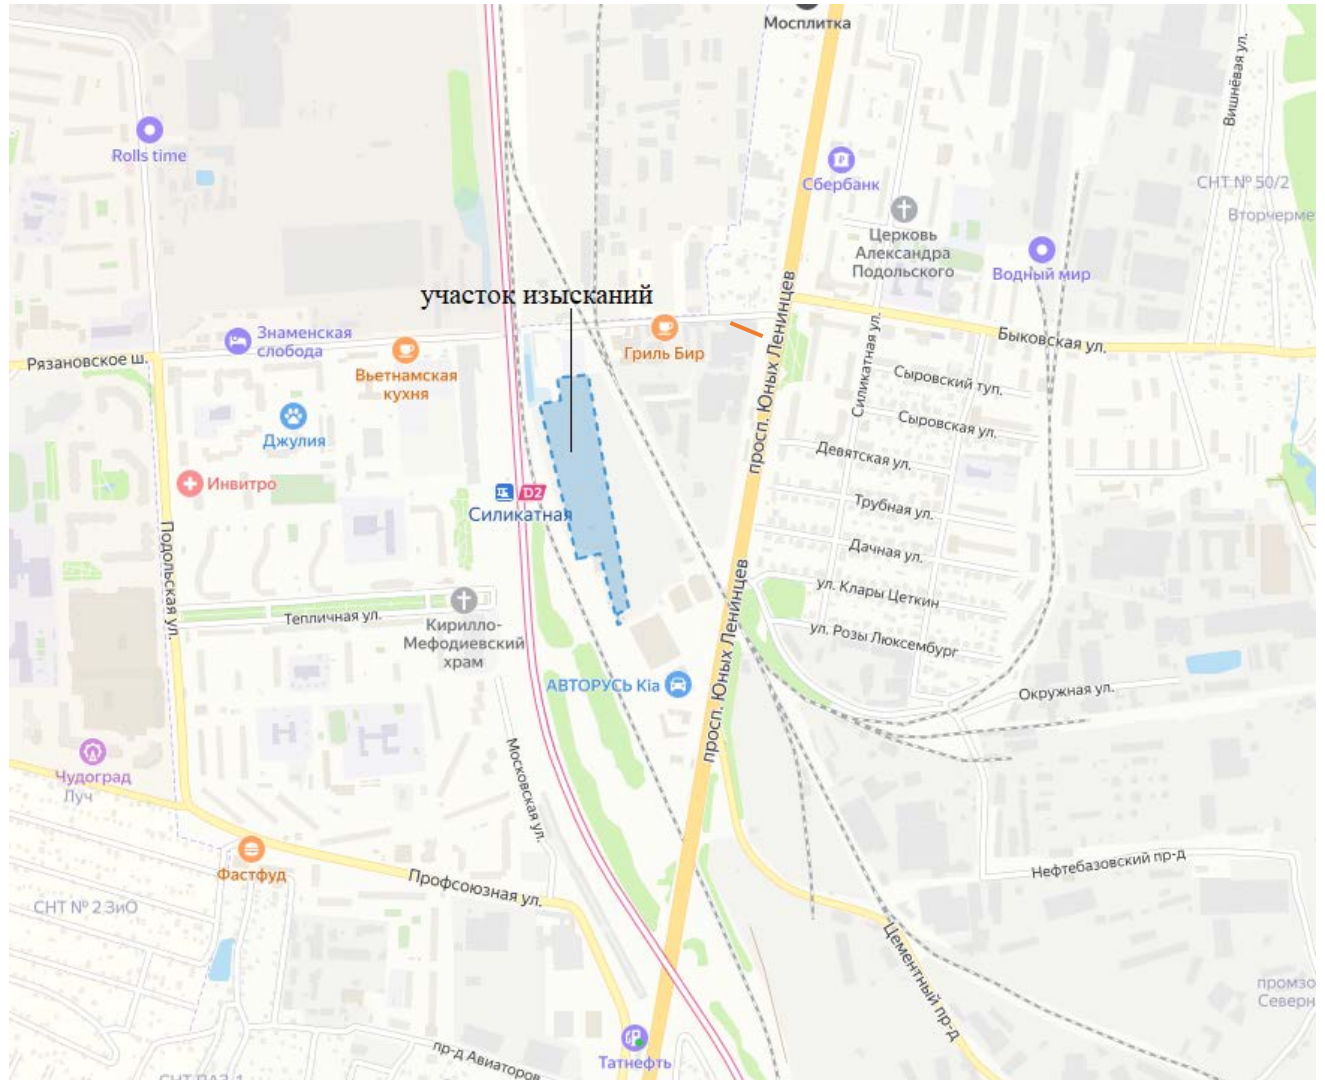 Мосплитка
Вишнёвая ул.
Rolls time
Сбербанк
СНТ № 50/2
Вторчерме
Церковь
Александра
Подольского
Водный мир
участок изысканий
просп. Юных Ленинцев
Знаменская
слобода
Гриль Бир
Быковская ул.
Рязановское ш.
Вьетнамская
кухня
Силикатная ул.
Сыровский туп.
Джулия
Сыровская ул.
Девятская ул.
Инвитро
D2
Силикатная
Трубная ул.
Подольская ул.
Дачная ул.
просп. Юных Ленинцев
ул. Клары Цеткин
Тепличная ул.
Кирилло-
Мефодиевский
храм
ул. Розы Люксембург
АВТОРУСЬ Kia
Окружная ул.
Чудоград
Луч
Московская ул.
Фастфуд
Профсоюзная ул.
Нефтебазовский пр-д
СНТ № 2 ЗиО
Цементный пр-д
промзо
Северн
Татнефть
пр-д Авиаторов
СНТ ПАЗ-1